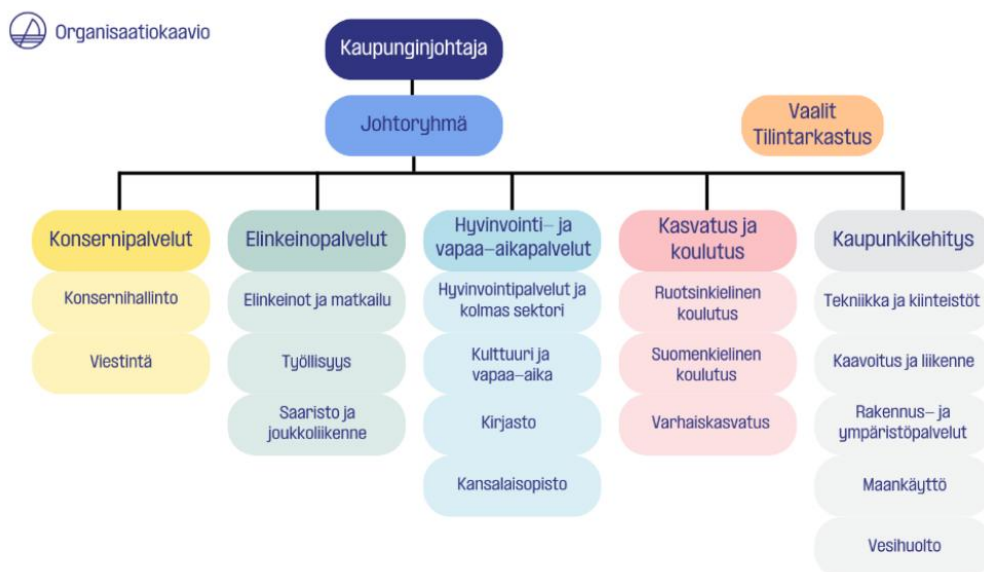 Organisaatiokaavio
Kaupunginjohtaja
Johtoryhmä
Vaalit
Tilintarkastus
Konsernipalvelut
Konsernihallinto
Viestintä
Elinkeinopalvelut
Elinkeinot ja matkailu
Työllisyys
Saaristo ja
joukkoliikenne
Hyvinvointi- ja
vapaa-aikapalvelut
Hyvinvointipalvelut ja
kolmas sektori
Kulttuuri ja
vapaa-aika
Kirjasto
Kansalaisopisto
Kasvatus ja
koulutus
Ruotsinkielinen
koulutus
Suomenkielinen
koulutus
Varhaiskasvatus
Kaupunkikehitys
Tekniikka ja kiinteistöt
Kaavoitus ja liikenne
Rakennus- ja
ympäristöpalvelut
Maankäyttö
Vesihuolto